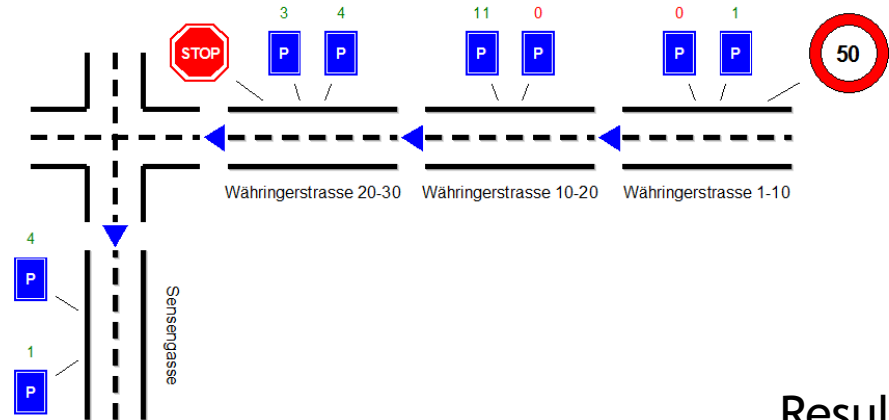 3 4 11 0 0 1
STOP P P P P P P 50
Währingerstrasse 20-30 Währingerstrasse 10-20 Währingerstrasse 1-10
4
P
Sensengasse
1
P
Resul